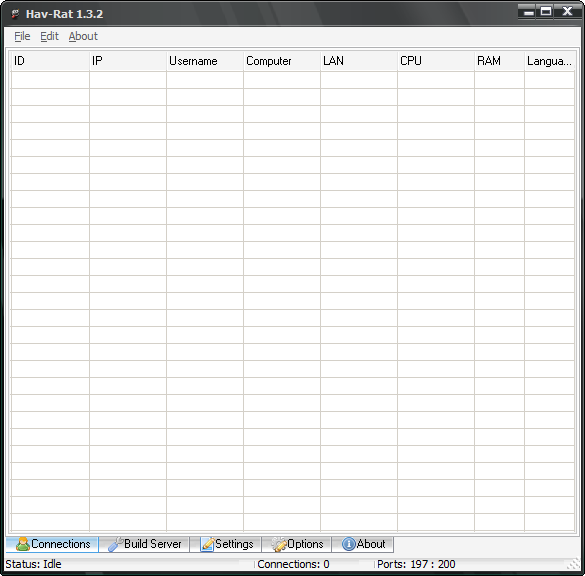 Hav-Rat 1.3.2
File Edit About
ID IP Username Computer LAN CPU RAM Langua...
Connections Build Server Settings Options About
Status: Idle Connections: 0 Ports: 197 : 200